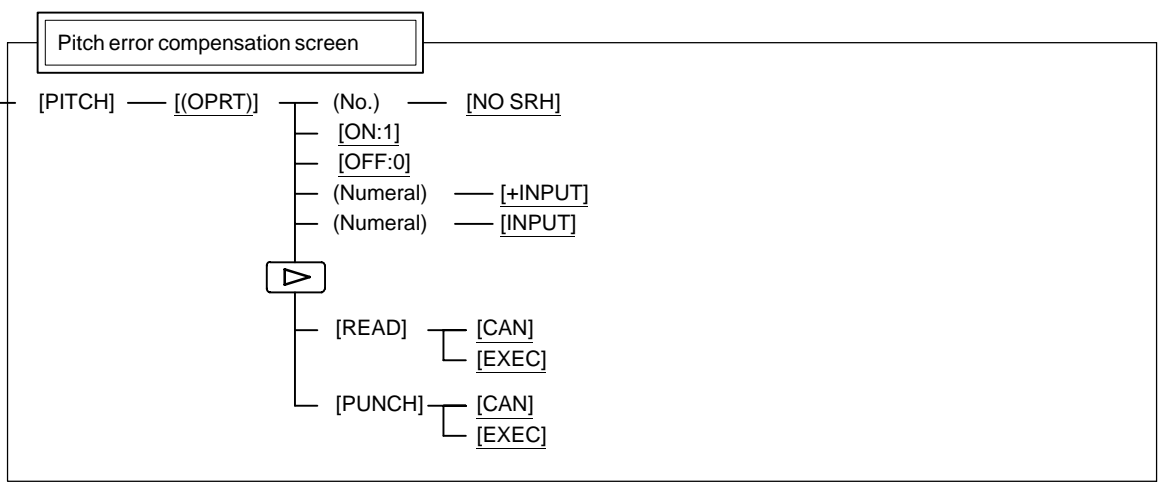 Pitch error compensation screen
[PITCH] [(OPRT)] (No.) [NO SRH]
[ON:1]
[OFF:0]
(Numeral) [+INPUT]
(Numeral) [INPUT]
[READ] [CAN]
[EXEC]
[PUNCH] [CAN]
[EXEC]